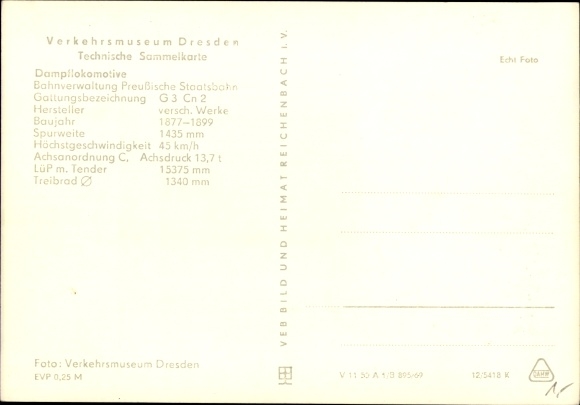 Verkehrsmuseum Dresden
Technische Sammelkarte
Dampflokomotive
Bahnverwaltung Preußische Staatsbahn
Gattungsbezeichnung G 3 Cn 2
Hersteller versch. Werke
Baujahr 1877–1899
Spurweite 1435 mm
Höchstgeschwindigkeit 45 km/h
Achsanordnung C, Achsdruck 13,7 t
LüP m. Tender 15375 mm
Treibrad ∅ 1340 mm
Foto: Verkehrsmuseum Dresden
EVP 0,25 M
VEB BILD UND HEIMAT REICHENBACH i. V.
Echt Foto
V 11 50 A 1/B 895/69
12/5418 K